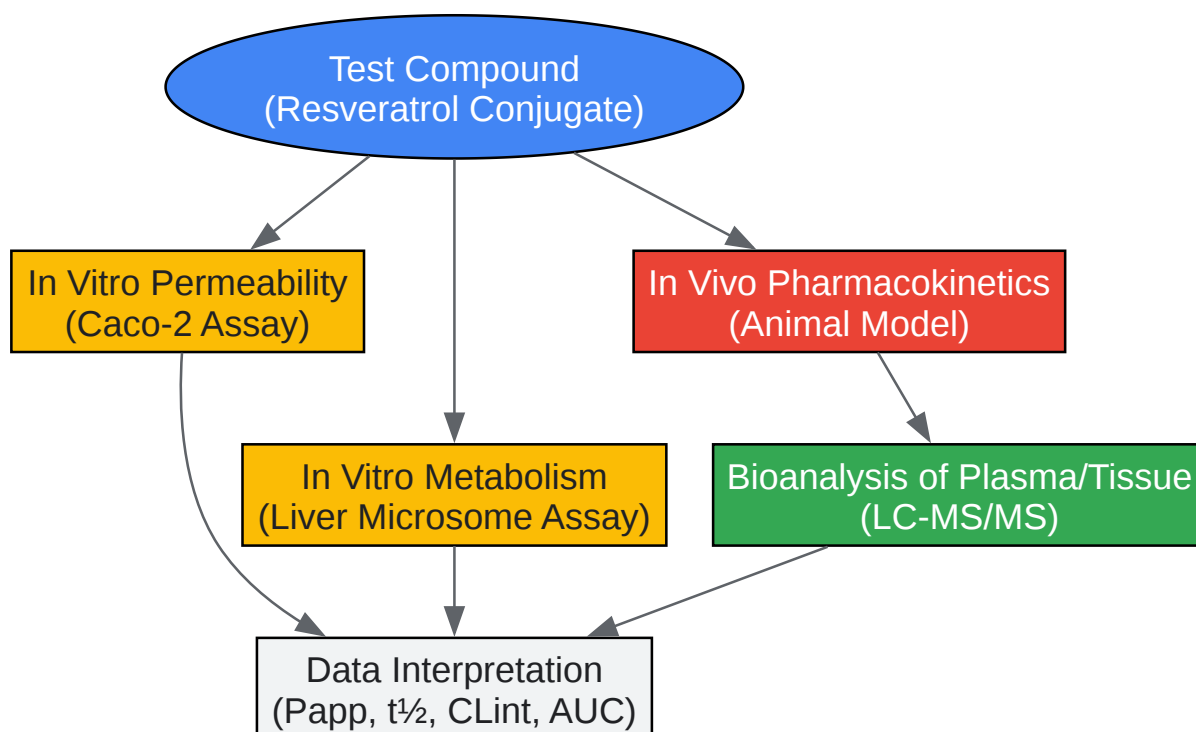 Test Compound
(Resveratrol Conjugate)
In Vitro Permeability
(Caco-2 Assay)
In Vivo Pharmacokinetics
(Animal Model)
In Vitro Metabolism
(Liver Microsome Assay)
Bioanalysis of Plasma/Tissue
(LC-MS/MS)
Data Interpretation
(Papp, t½, CLint, AUC)